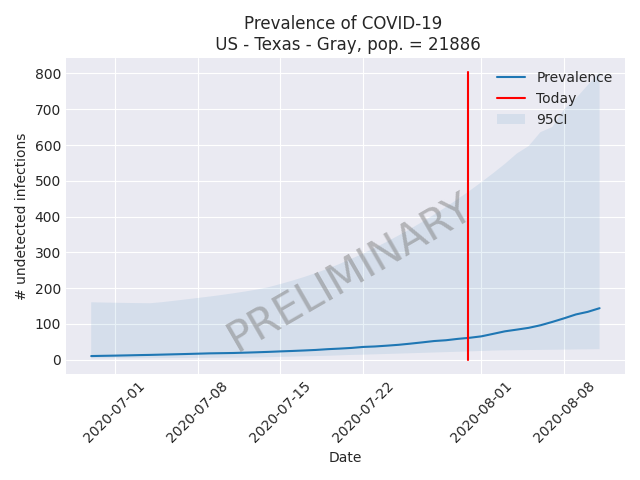 Prevalence of COVID-19
US - Texas - Gray, pop. = 21886
800
700
600
500
400
300
200
100
0
# undetected infections
Prevalence
Today
95CI
PRELIMINARY
2020-07-01
2020-07-08
2020-07-15
2020-07-22
2020-08-01
2020-08-08
Date